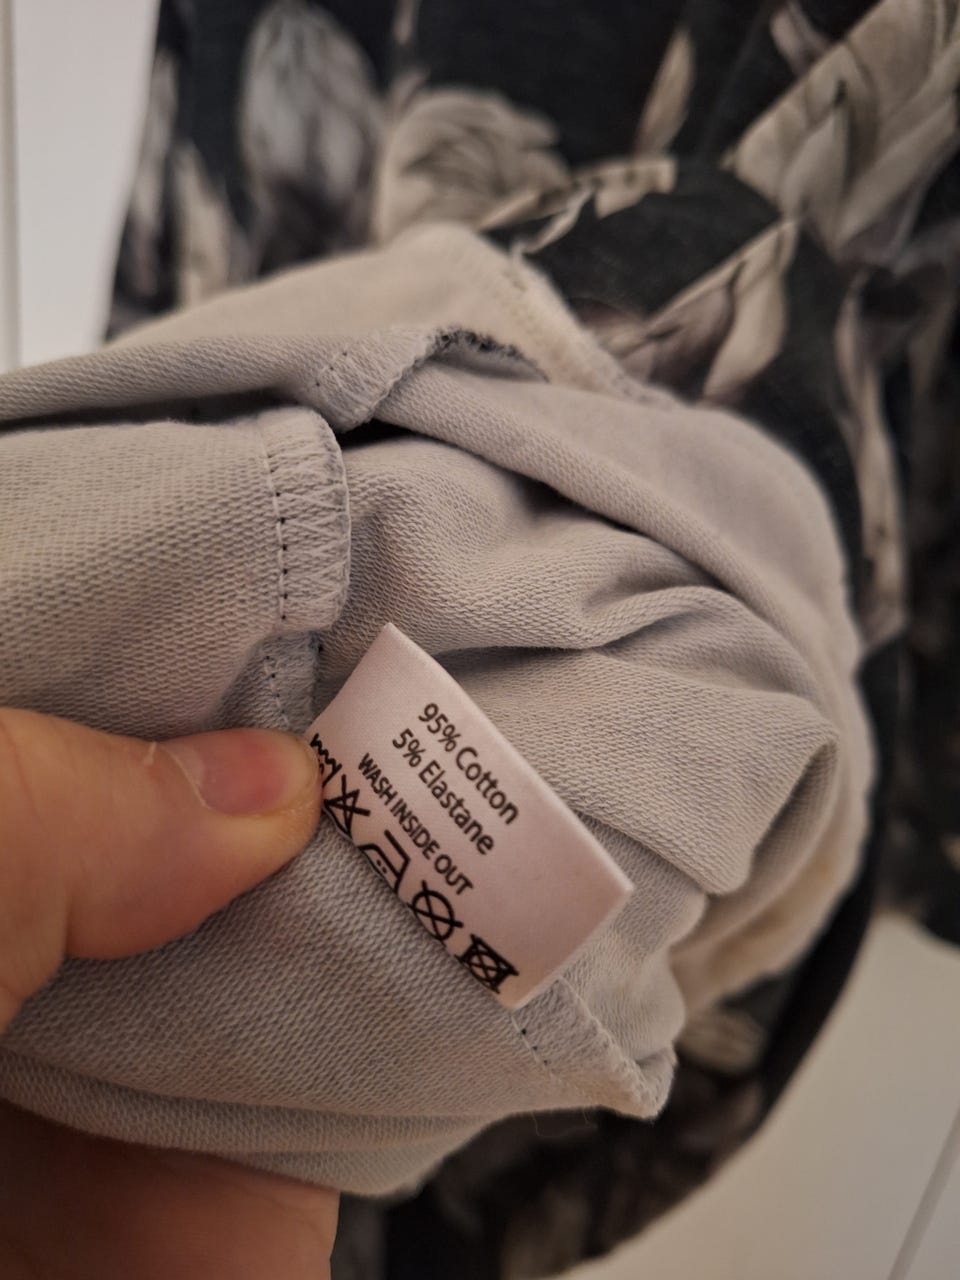 95% Cotton
5% Elastane
WASH INSIDE OUT